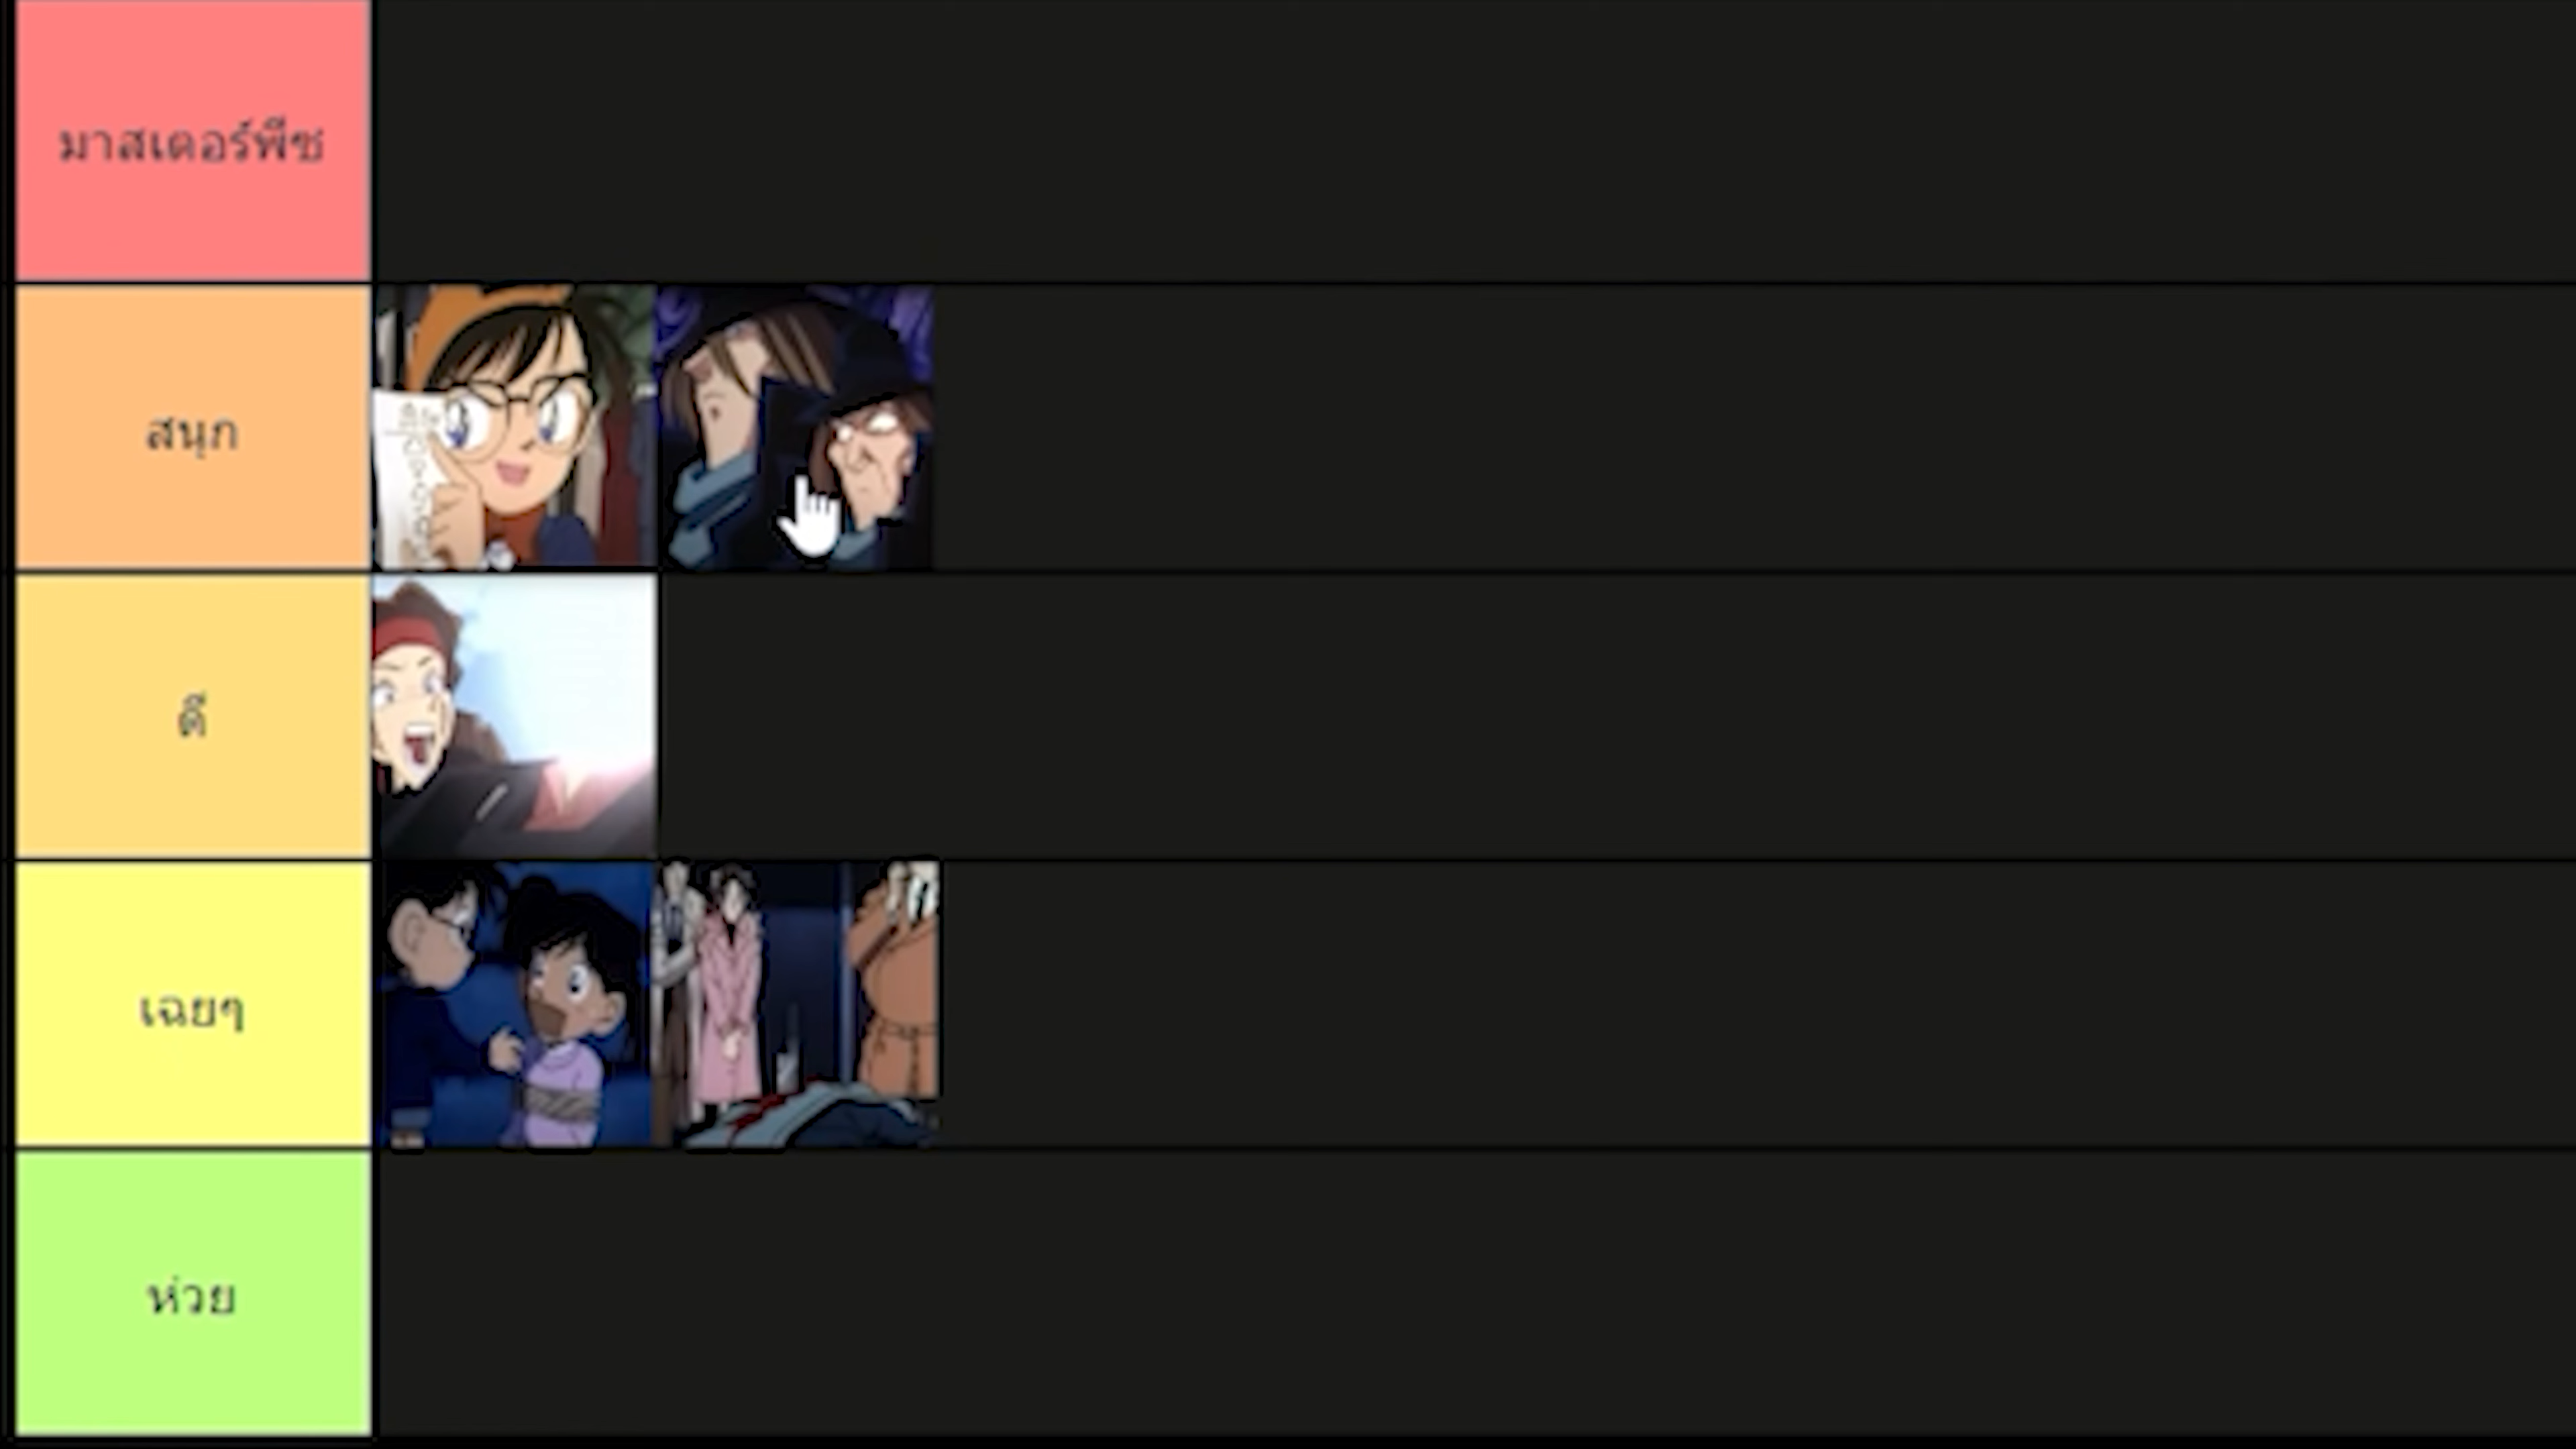 มาสเตอร์พีซ
สนุก
ดี
เฉยๆ
ห่วย